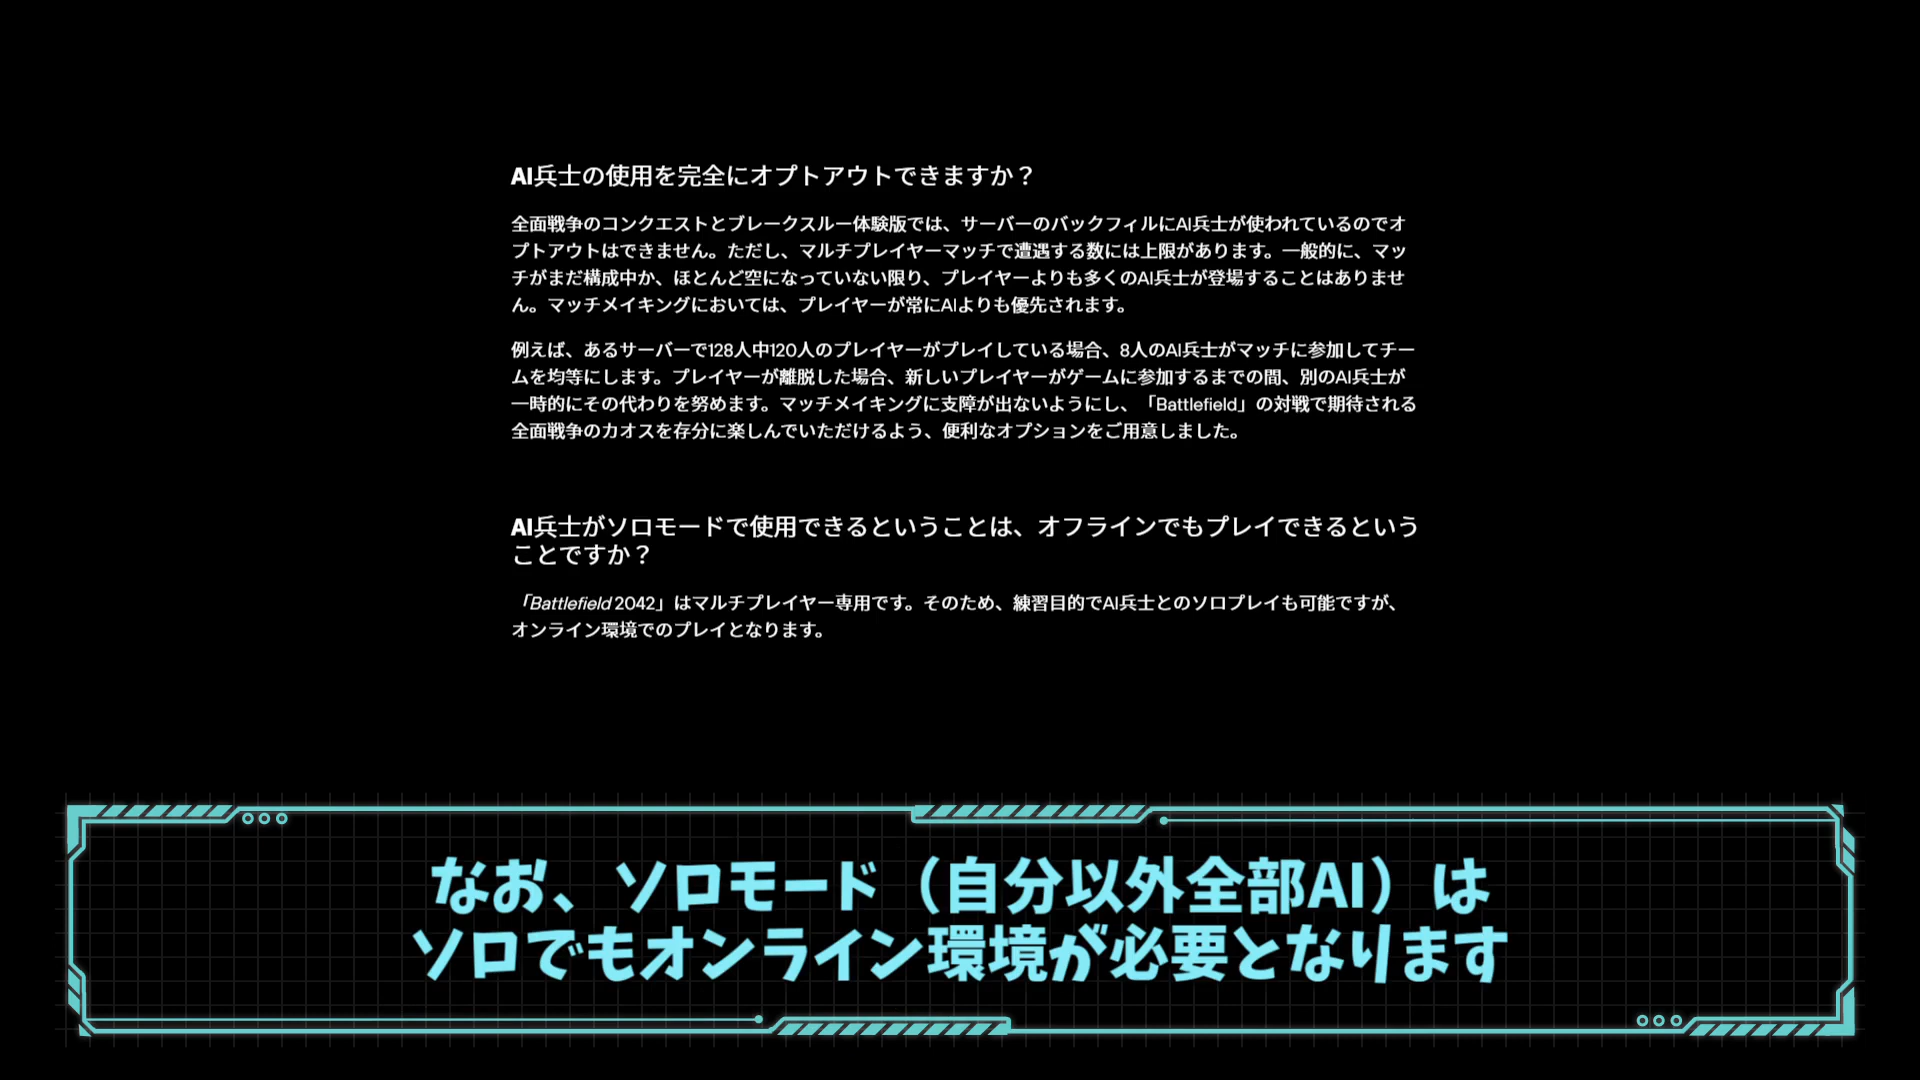 AI兵士の使用を完全にオプトアウトできますか？
全面戦争のコンクエストとブレークスルー体験版では、サーバーのバックフィルにAI兵士が使われているのでオ
プトアウトはできません。ただし、マルチプレイヤーマッチで遭遇する数には上限があります。一般的に、マッ
チがまだ構成中か、ほとんど空になっていない限り、プレイヤーよりも多くのAI兵士が登場することはありませ
ん。マッチメイキングにおいては、プレイヤーが常にAIよりも優先されます。
例えば、あるサーバーで128人中120人のプレイヤーがプレイしている場合、8人のAI兵士がマッチに参加してチー
ムを均等にします。プレイヤーが離脱した場合、新しいプレイヤーがゲームに参加するまでの間、別のAI兵士が
一時的にその代わりを努めます。マッチメイキングに支障が出ないようにし、「Battlefield」の対戦で期待される
全面戦争のカオスを存分に楽しんでいただけるよう、便利なオプションをご用意しました。
AI兵士がソロモードで使用できるということは、オフラインでもプレイできるという
ことですか？
「Battlefield 2042」はマルチプレイヤー専用です。そのため、練習目的でAI兵士とのソロプレイも可能ですが、
オンライン環境でのプレイとなります。
なお、ソロモード（自分以外全部AI）は
ソロでもオンライン環境が必要となります